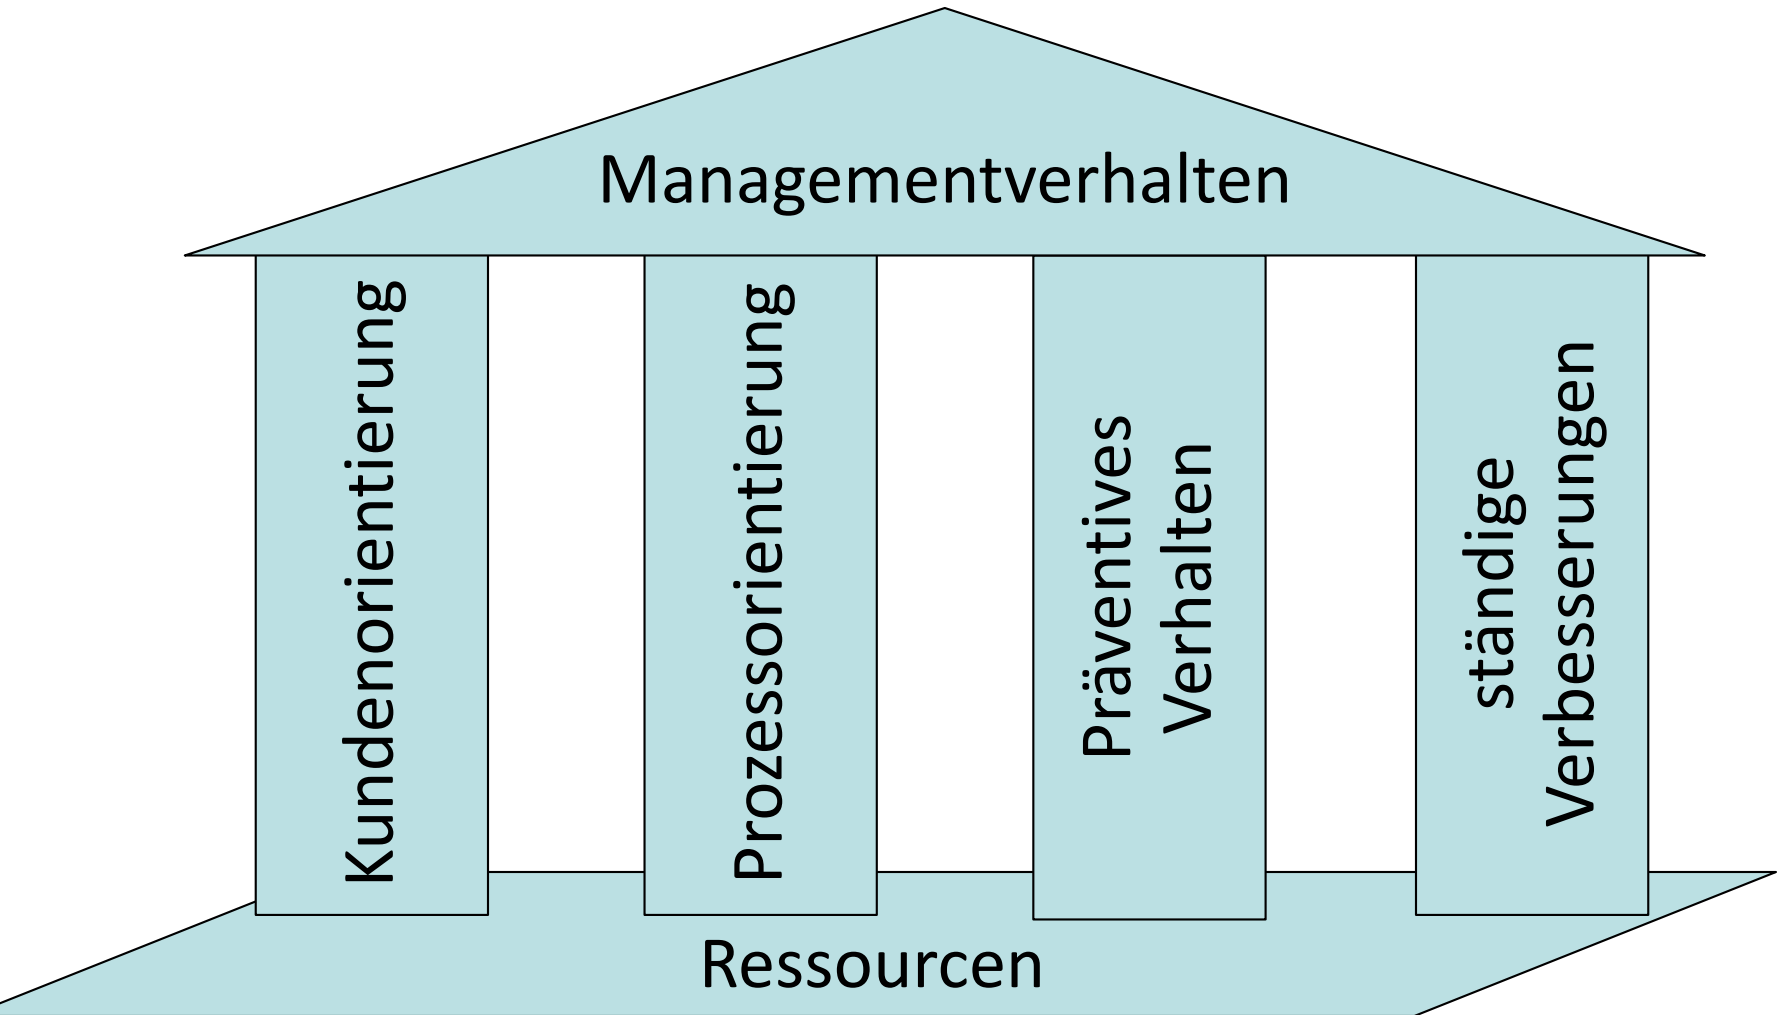 Managementverhalten
Kundenorientierung
Prozessorientierung
Präventives
Verhalten
ständige
Verbesserungen
Ressourcen